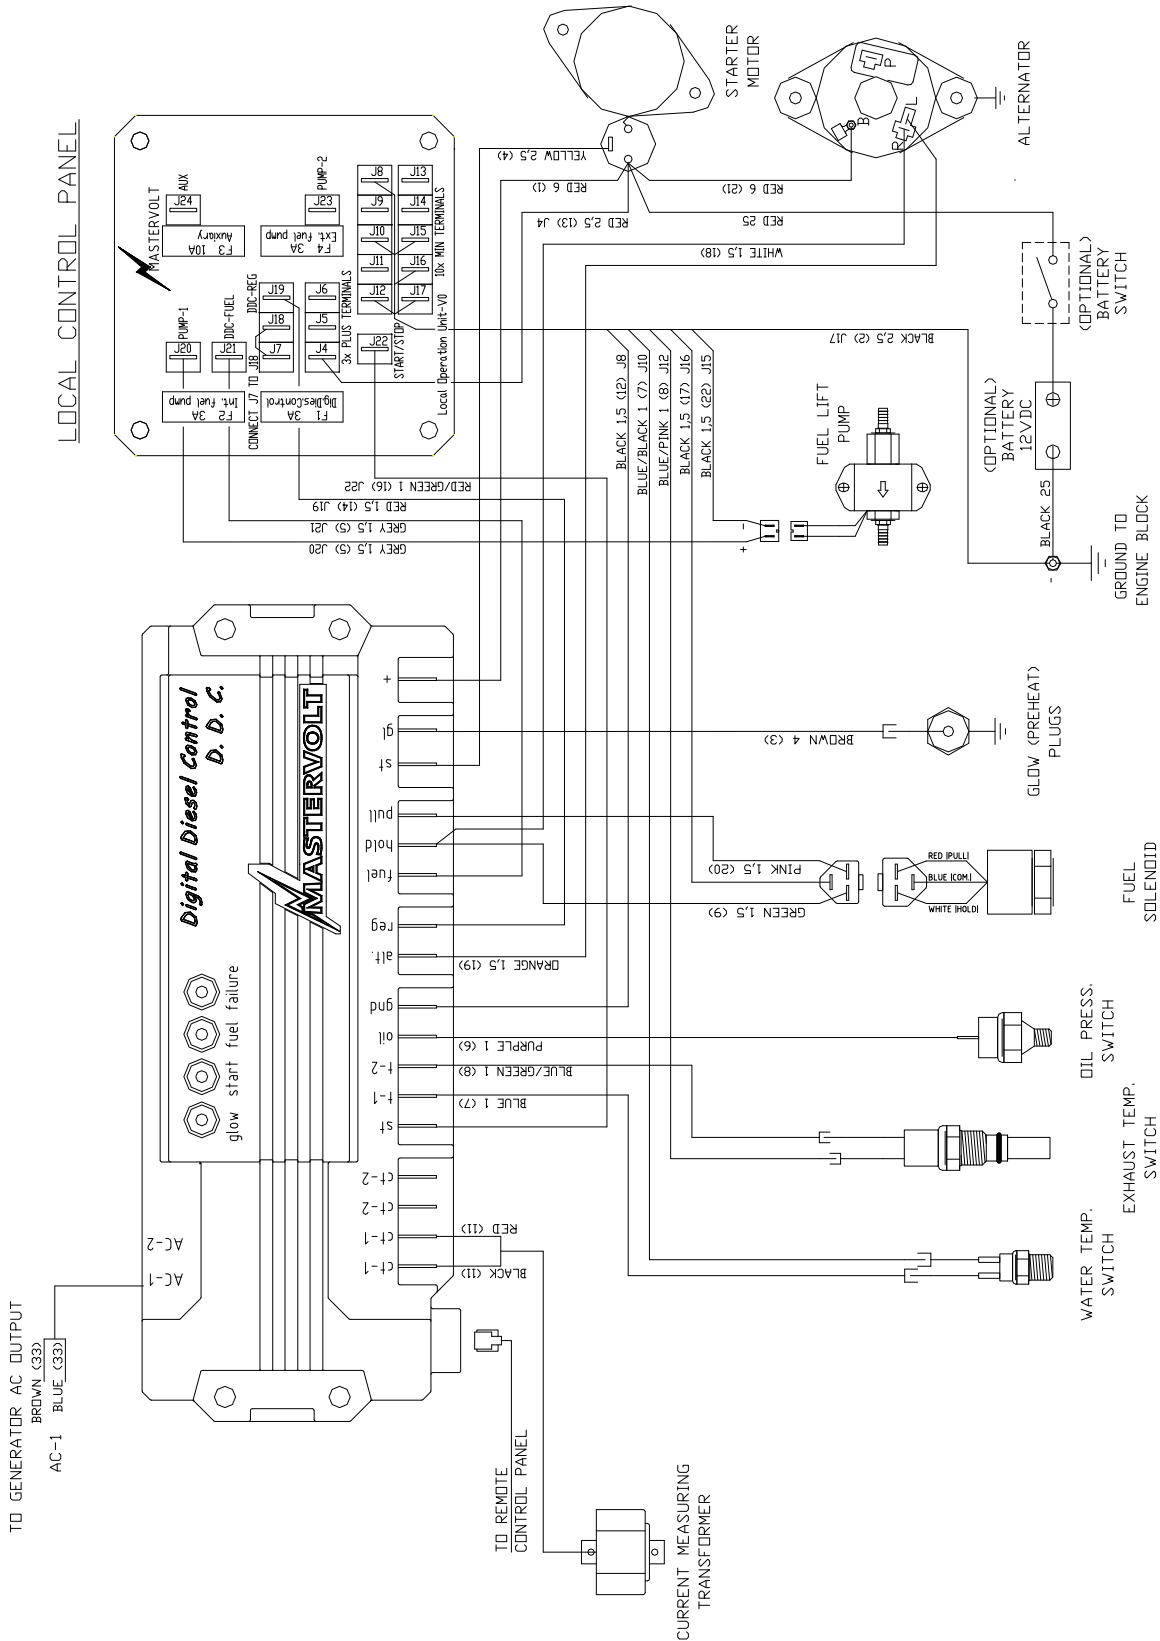 LOCAL CONTROL PANEL
MASTERVOLT
AUX
J24
F3 10A
Auxiary
PUMP-2
J23
F4 3A
Ext. Fuel pump
PUMP-1
J20
F2 3A
Int. Fuel pump
DDC-FUEL
J21
CONNECT J7 TO J18
F1 3A
Dig.Dies.Control
DDC-REG
J19
J18
J7
J6
J5
J4
3x PLUS TERMINALS
J22
START/STOP
J8
J9
J10
J11
J12
J13
J14
J15
J16
J17
10x MIN TERMINALS
Local Operation Unit-V0
STARTER
MOTOR
ALTERNATOR
P
B
R
L
YELLOW 2,5 (4)
RED 6 (1)
RED 6 (21)
RED 2,5 (13) J4
RED 25
WHITE 1,5 (18)
BLACK 2,5 (2) J17
(OPTIONAL)
BATTERY
SWITCH
(OPTIONAL)
BATTERY
12VDC
BLACK 25
-
GROUND TO
ENGINE BLOCK
BLACK 1,5 (12) J8
BLUE/BLACK 1 (7) J10
BLUE/PINK 1 (8) J12
BLACK 1,5 (17) J16
BLACK 1,5 (22) J15
FUEL LIFT
PUMP
-
+
RED/GREEN 1 (16) J22
RED 1,5 (14) J19
GREY 1,5 (5) J21
GREY 1,5 (5) J20
Digital Diesel Control
D. D. C.
MASTERVOLT
glow start fuel failure
+
gl
st
pull
hold
fuel
reg
alt.
gnd
oil
t-2
t-1
st
ct-2
ct-2
ct-1
ct-1
AC-2
AC-1
BROWN 4 (3)
GLOW (PREHEAT)
PLUGS
PINK 1,5 (20)
GREEN 1,5 (9)
RED |PULL|
BLUE |COM.|
WHITE |HOLD|
FUEL
SOLENOID
ORANGE 1,5 (19)
PURPLE 1 (6)
BLUE/GREEN 1 (8)
BLUE 1 (7)
OIL PRESS.
SWITCH
EXHAUST TEMP.
SWITCH
WATER TEMP.
SWITCH
RED (11)
BLACK (11)
TO GENERATOR AC OUTPUT
BROWN (33)
AC-1 BLUE (33)
TO REMOTE
CONTROL PANEL
CURRENT MEASURING
TRANSFORMER